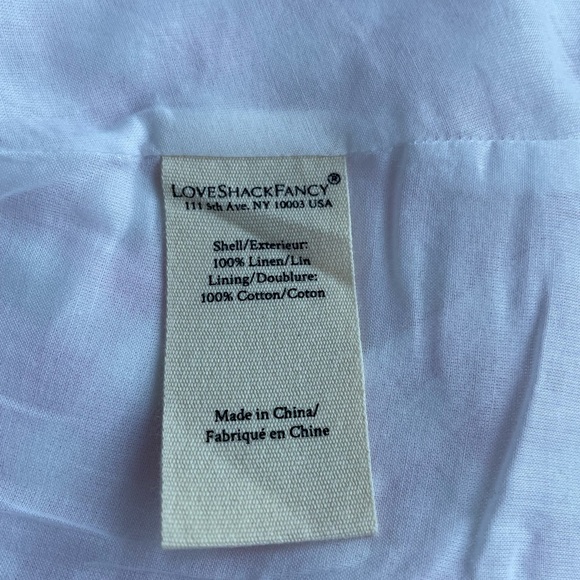 LOVESHACKFANCY®
111 5th Ave. NY 10003 USA
Shell/Exterieur:
100% Linen/Lin
Lining/Doublure:
100% Cotton/Coton
Made in China/
Fabriqué en Chine